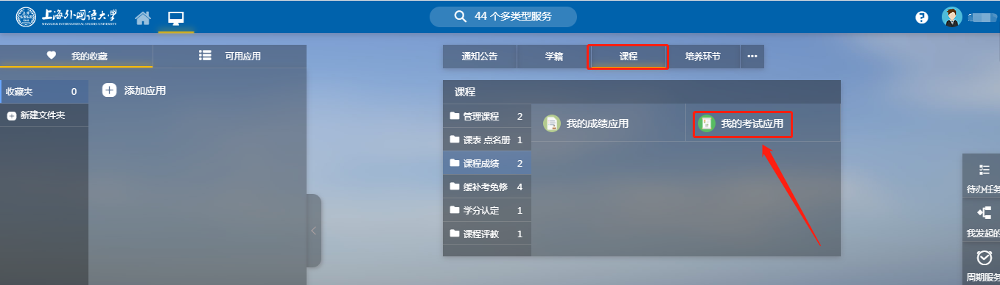 上海外国语大学
SHANGHAI INTERNATIONAL STUDIES UNIVERSITY
44 个多类型服务
我的收藏
可用应用
收藏夹 0
添加应用
新建文件夹
通知公告
学籍
课程
培养环节
课程
管理课程 2
课表 点名册 1
课程成绩 2
缓补考免修 4
学分认定 1
课程评教 1
我的成绩应用
我的考试应用
待办任务
我发起的
周期服务